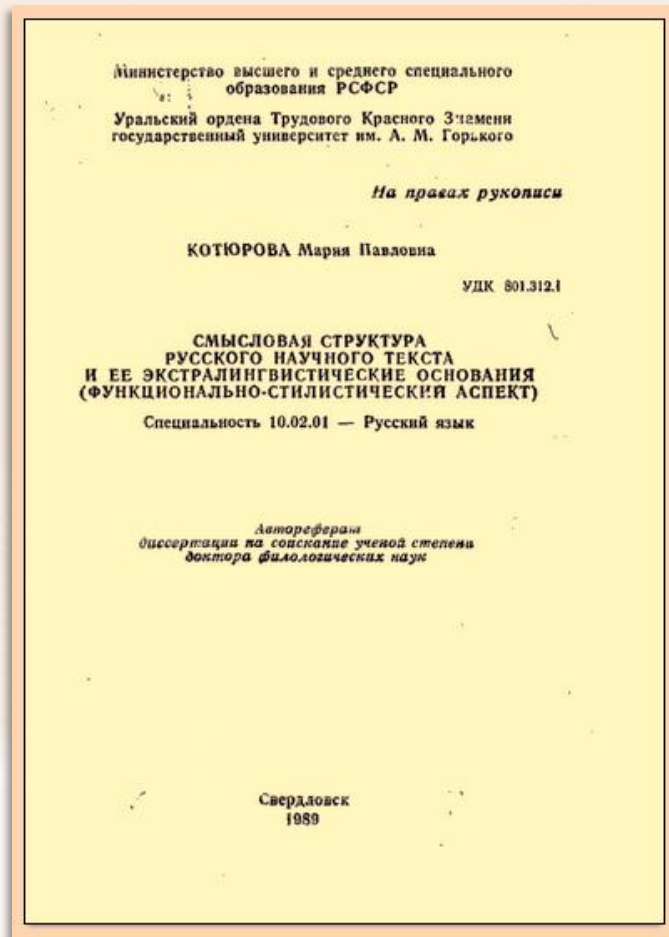 Министерство высшего и среднего специального
образования РСФСР
Уральский ордена Трудового Красного Знамени
государственный университет им. А. М. Горького
На правах рукописи
КОТЮРОВА Мария Павловна
УДК 801.312.1
СМЫСЛОВАЯ СТРУКТУРА
РУССКОГО НАУЧНОГО ТЕКСТА
И ЕЕ ЭКСТРАЛИНГВИСТИЧЕСКИЕ ОСНОВАНИЯ
(ФУНКЦИОНАЛЬНО-СТИЛИСТИЧЕСКИЙ АСПЕКТ)
Специальность 10.02.01 — Русский язык
Автореферат
диссертации на соискание ученой степени
доктора филологических наук
Свердловск
1989